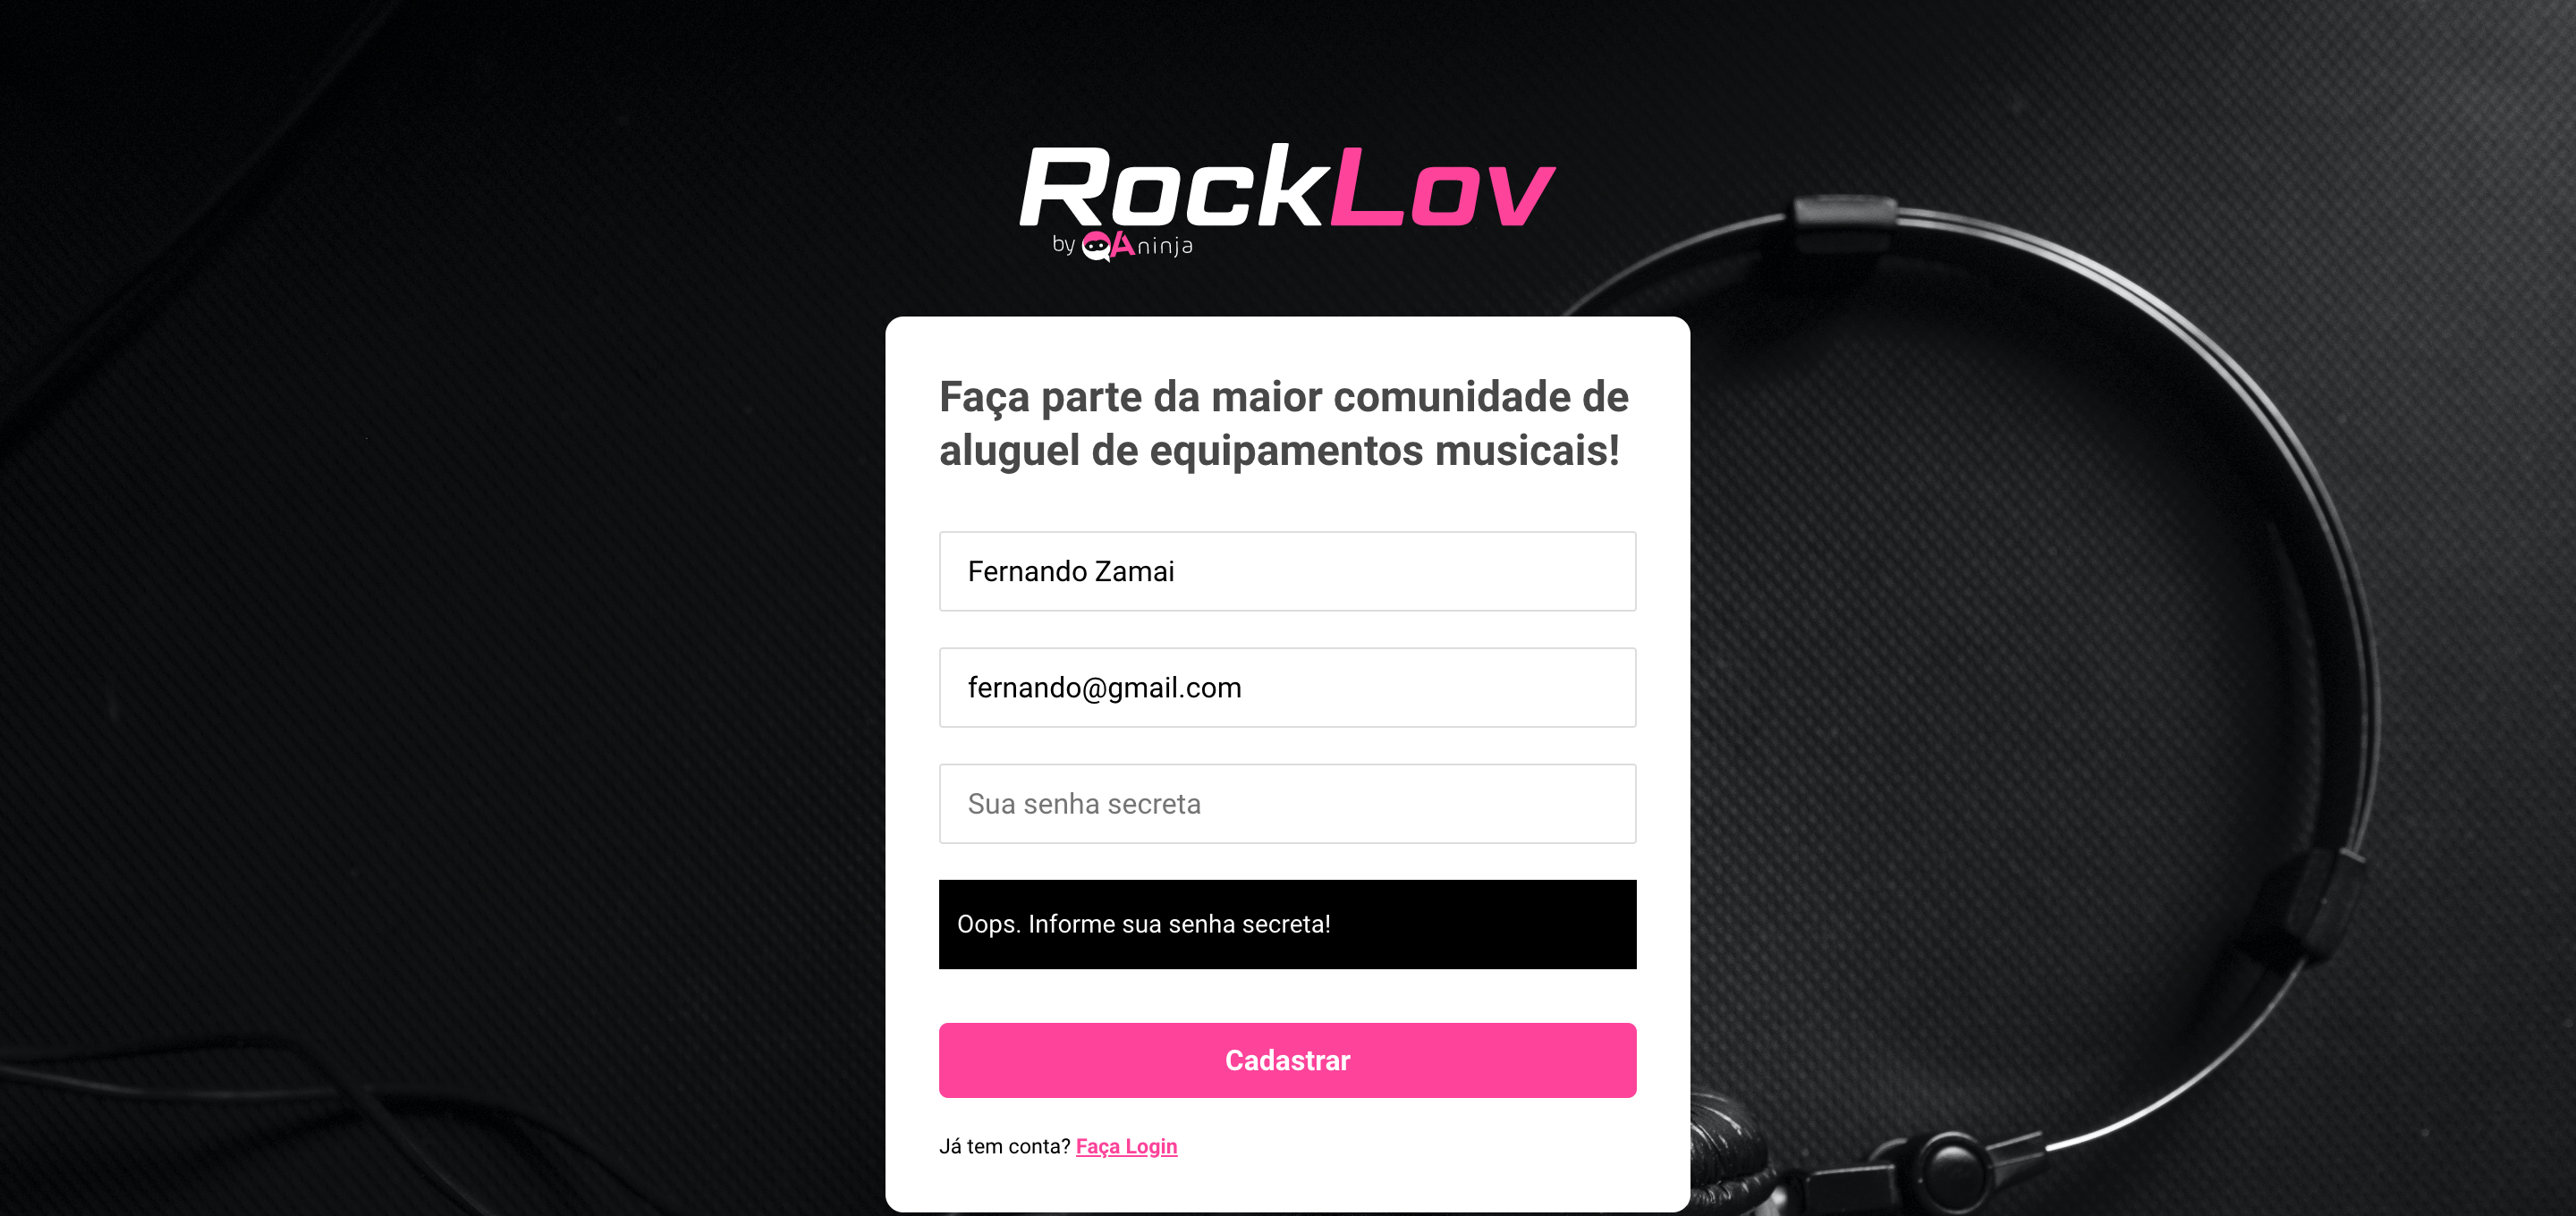 RockLov
by QAninja
Faça parte da maior comunidade de
aluguel de equipamentos musicais!
Fernando Zamai
fernando@gmail.com
Sua senha secreta
Oops. Informe sua senha secreta!
Cadastrar
Já tem conta? Faça Login